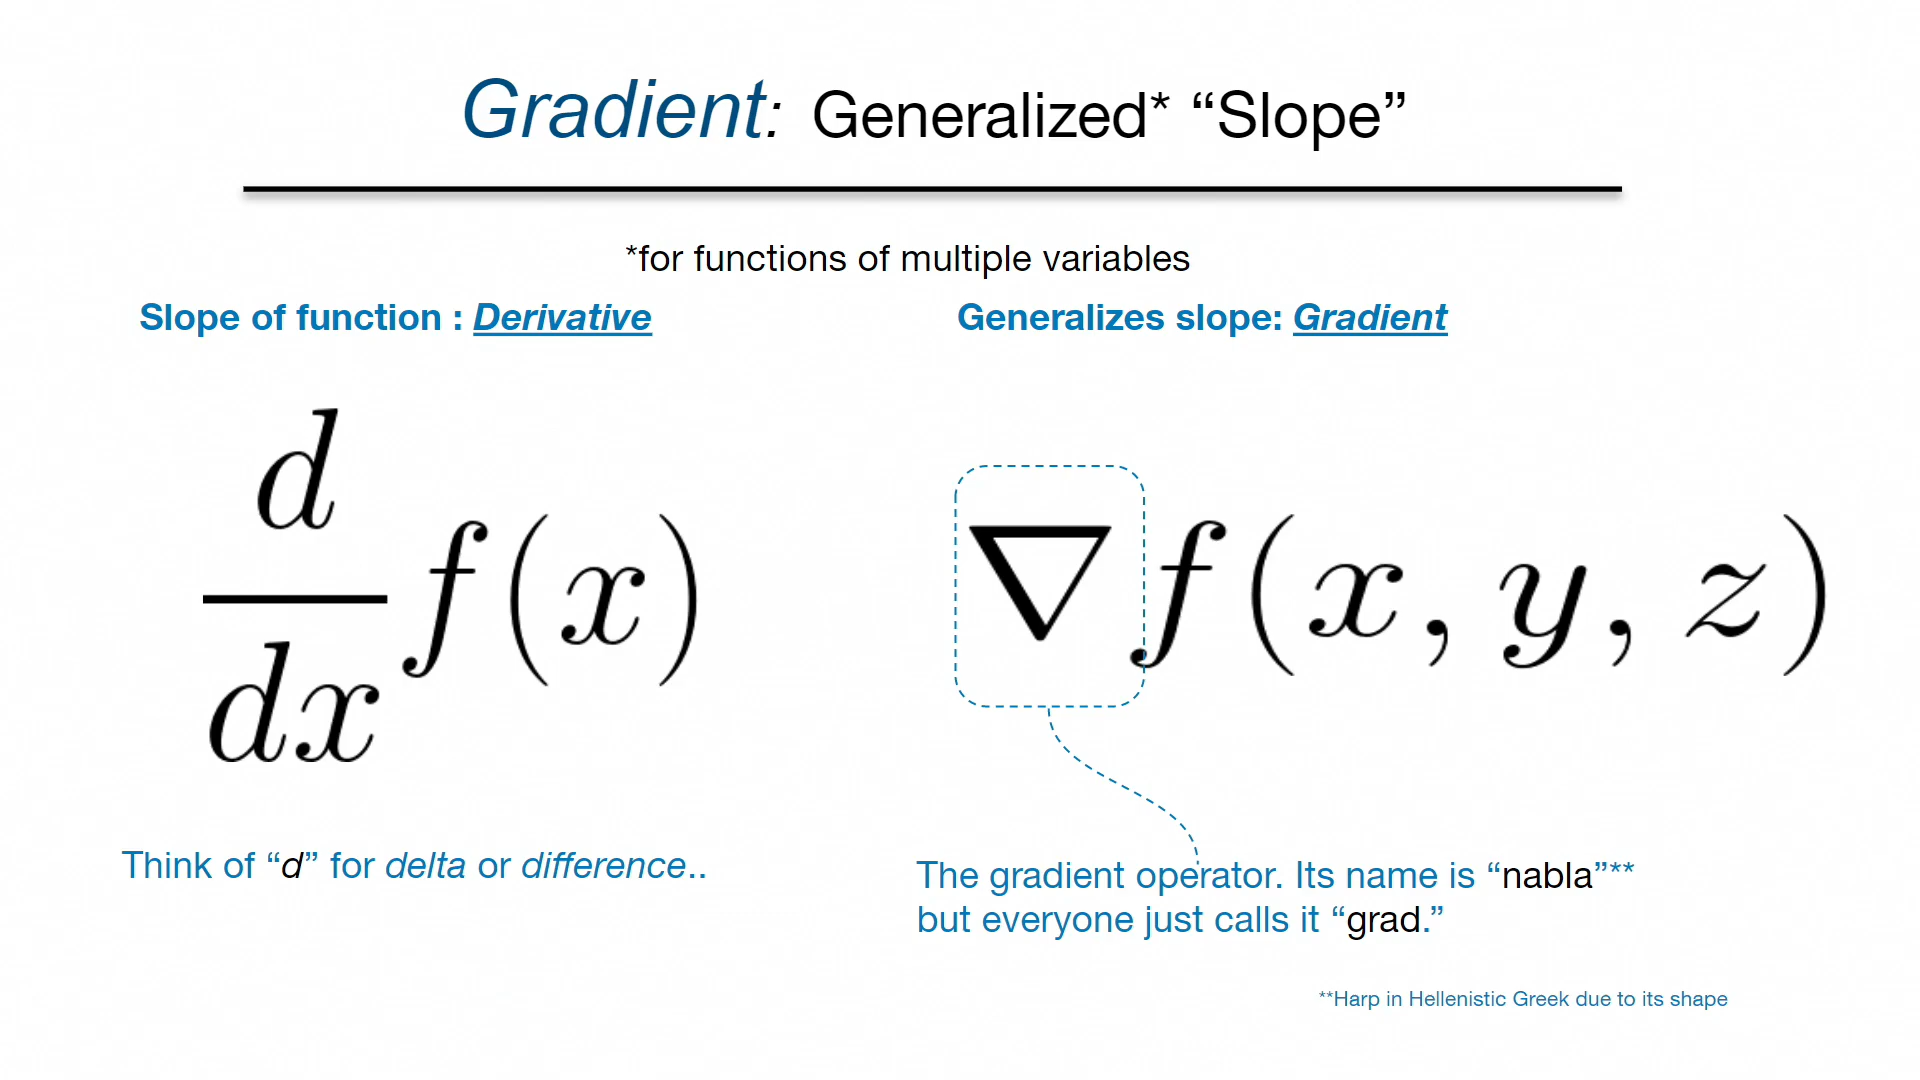 Gradient: Generalized* “Slope”
*for functions of multiple variables
Slope of function : Derivative
d
dx
f(x)
Think of “d” for delta or difference..
Generalizes slope: Gradient
∇f(x, y, z)
The gradient operator. Its name is “nabla”**
but everyone just calls it “grad.”
**Harp in Hellenistic Greek due to its shape